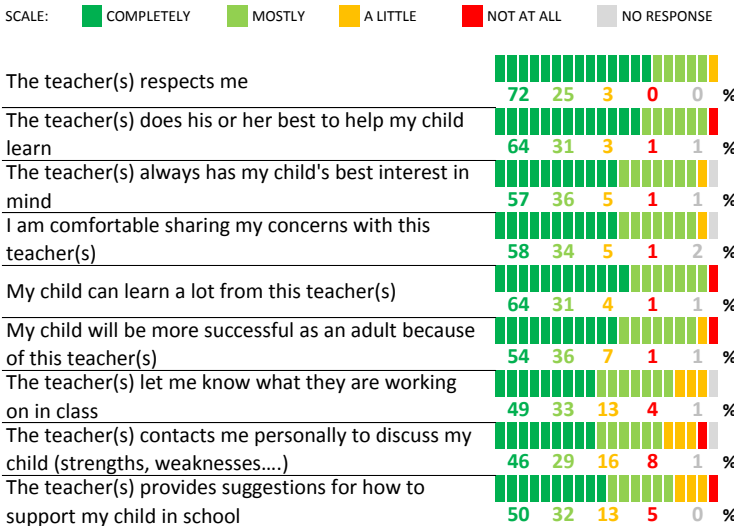 SCALE: COMPLETELY MOSTLY A LITTLE NOT AT ALL NO RESPONSE
The teacher(s) respects me
72 25 3 0 0 %
The teacher(s) does his or her best to help my child
learn
64 31 3 1 1 %
The teacher(s) always has my child's best interest in
mind
57 36 5 1 1 %
I am comfortable sharing my concerns with this
teacher(s)
58 34 5 1 2 %
My child can learn a lot from this teacher(s)
64 31 4 1 1 %
My child will be more successful as an adult because
of this teacher(s)
54 36 7 1 1 %
The teacher(s) let me know what they are working
on in class
49 33 13 4 1 %
The teacher(s) contacts me personally to discuss my
child (strengths, weaknesses....)
46 29 16 8 1 %
The teacher(s) provides suggestions for how to
support my child in school
50 32 13 5 0 %